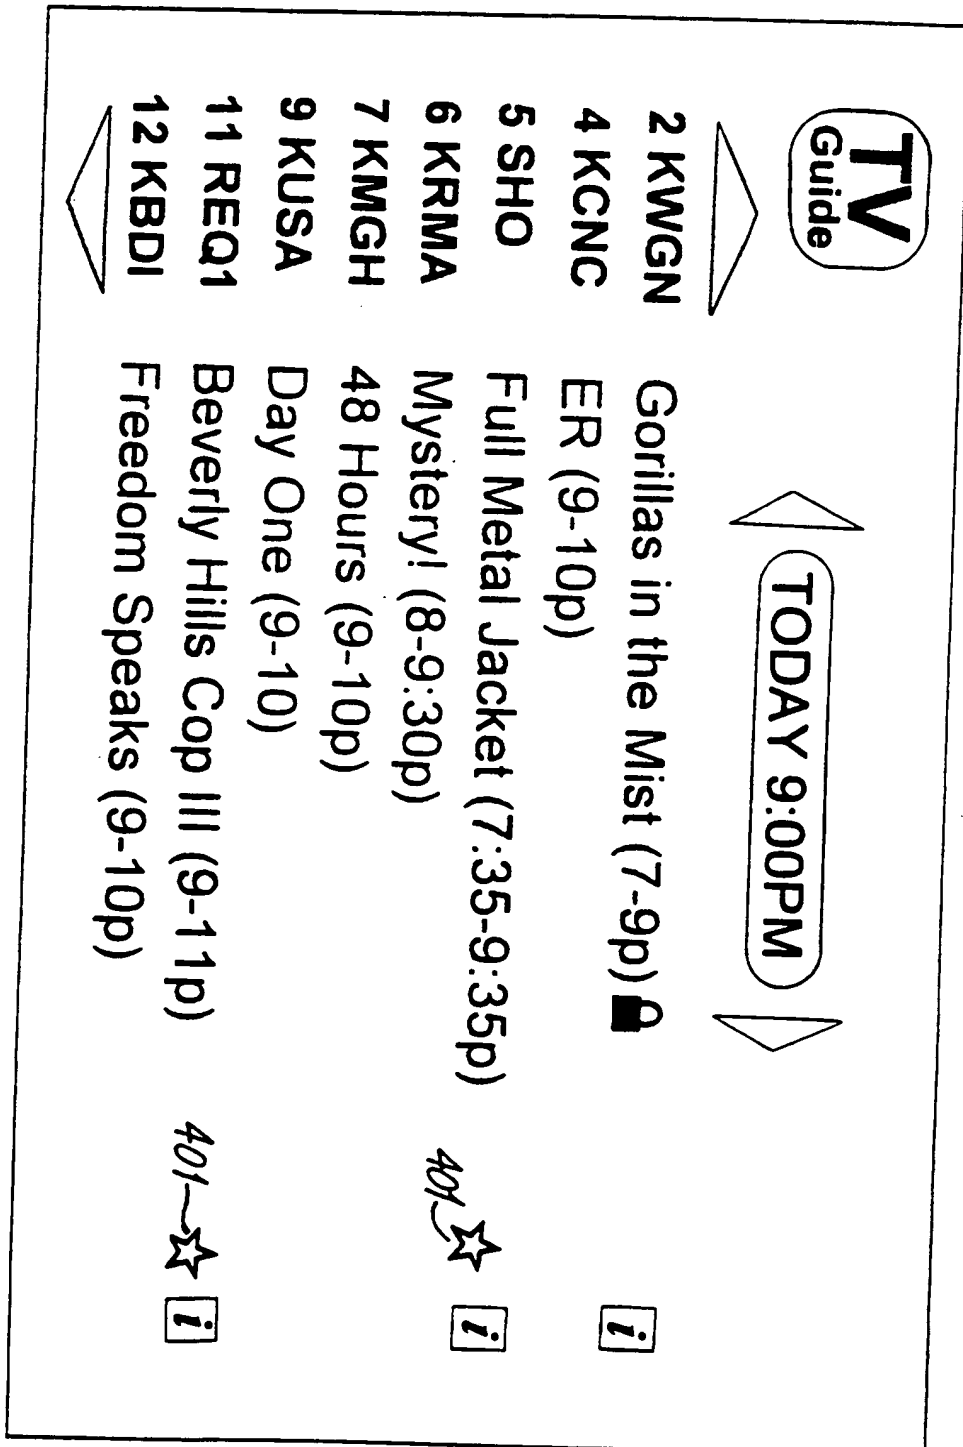 TV
Guide
TODAY 9:00PM
2 KWGN Gorillas in the Mist (7-9p) i
4 KCNC ER (9-10p)
5 SHO Full Metal Jacket (7:35-9:35p) 401 i
6 KRMA Mystery! (8-9:30p)
7 KMGH 48 Hours (9-10p)
9 KUSA Day One (9-10)
11 REQ1 Beverly Hills Cop III (9-11p) 401 i
12 KBDI Freedom Speaks (9-10p)